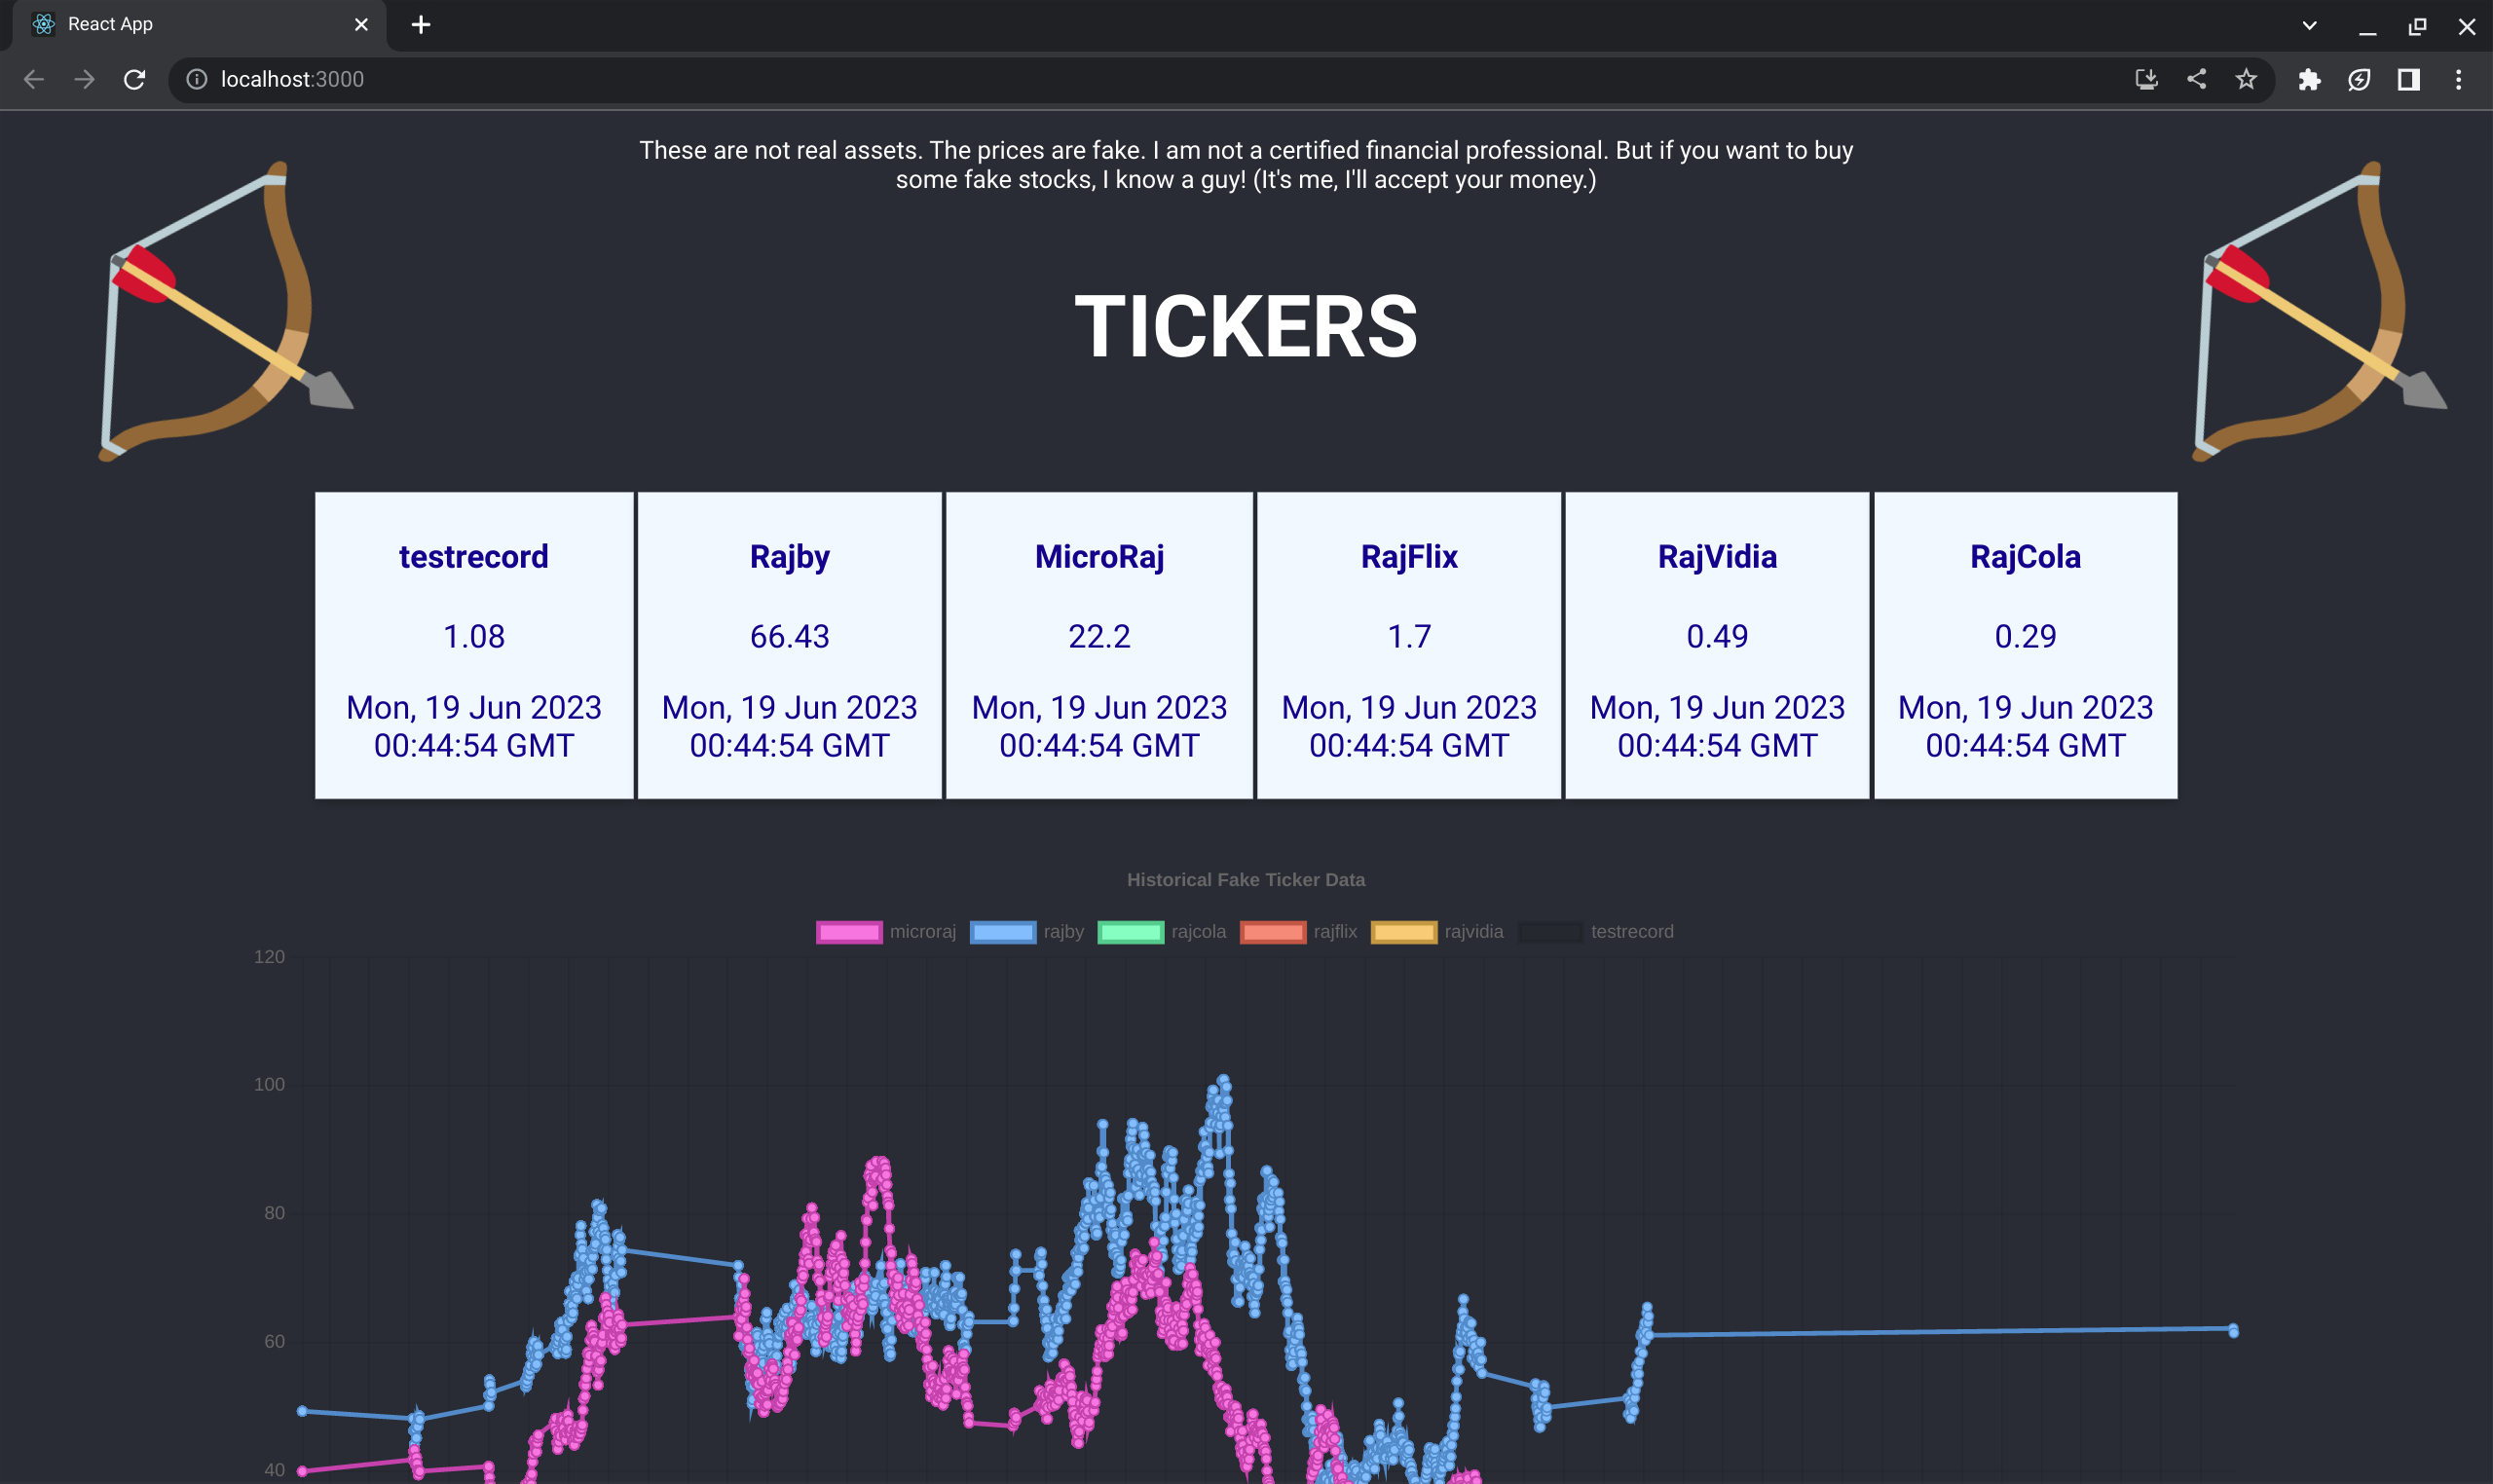 React App
localhost:3000
These are not real assets. The prices are fake. I am not a certified financial professional. But if you want to buy
some fake stocks, I know a guy! (It's me, I'll accept your money.)
TICKERS
testrecord
1.08
Mon, 19 Jun 2023
00:44:54 GMT
Rajby
66.43
Mon, 19 Jun 2023
00:44:54 GMT
MicroRaj
22.2
Mon, 19 Jun 2023
00:44:54 GMT
RajFlix
1.7
Mon, 19 Jun 2023
00:44:54 GMT
RajVidia
0.49
Mon, 19 Jun 2023
00:44:54 GMT
RajCola
0.29
Mon, 19 Jun 2023
00:44:54 GMT
Historical Fake Ticker Data
microraj rajby rajcola rajflix rajvidia testrecord
120
100
80
60
40